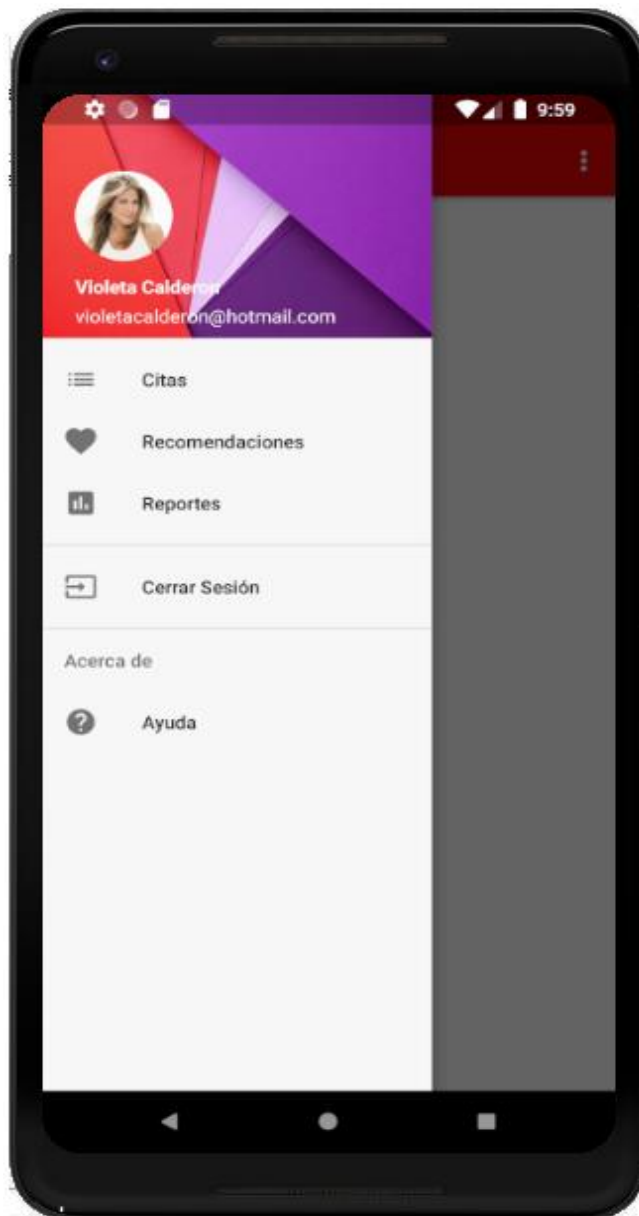 9:59
Violeta Calderon
violetacalderon@hotmail.com
Citas
Recomendaciones
Reportes
Cerrar Sesión
Acerca de
Ayuda